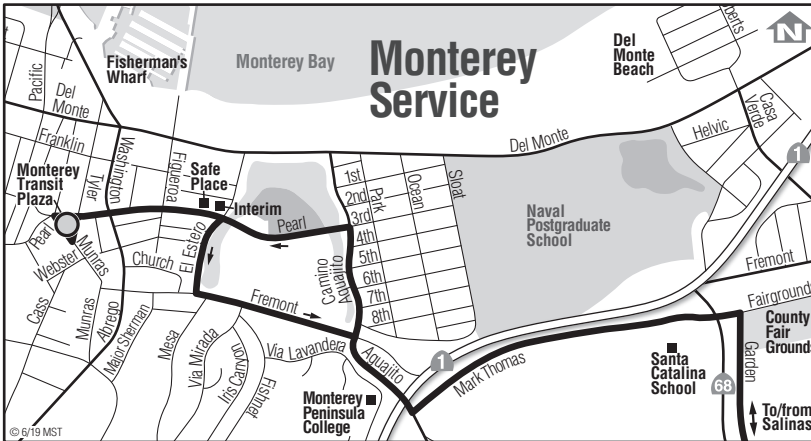 Monterey
Service
Monterey Bay
Fisherman's
Wharf
Del
Monte
Beach
N
Pacific
Del
Monte
Franklin
Washington
Tyler
Figueroa
Monterey
Transit
Plaza
Safe
Place
Interim
Pearl
Webster
Munras
Church
El Estero
Pearl
Camino
Aguajito
Fremont
1st
2nd
3rd
4th
5th
6th
7th
8th
Park
Ocean
Sloat
Del Monte
Naval
Postgraduate
School
Helvic
Casa
Verde
1
Fremont
Fairground
County
Fair
Ground
Garden
To/from
Salinas
68
Santa
Catalina
School
Mark Thomas
1
Aguajito
Via Lavandera
Monterey
Peninsula
College
Cass
Munras
Abrego
Major Sherman
Mesa
Via Mirada
Iris Canyon
Fishnet
© 6/19 MST